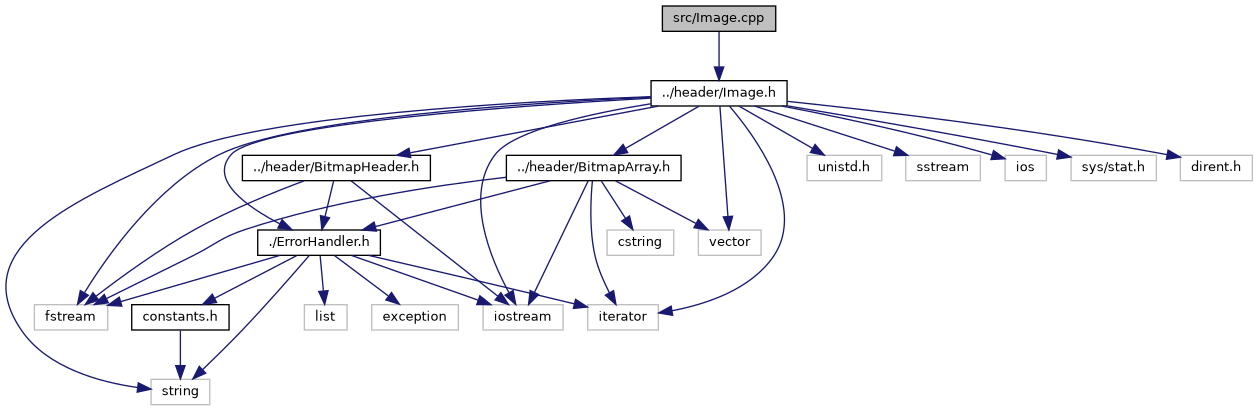 src/Image.cpp
../header/Image.h
../header/BitmapHeader.h
../header/BitmapArray.h
unistd.h
sstream
ios
sys/stat.h
dirent.h
./ErrorHandler.h
cstring
vector
fstream
constants.h
list
exception
iostream
iterator
string